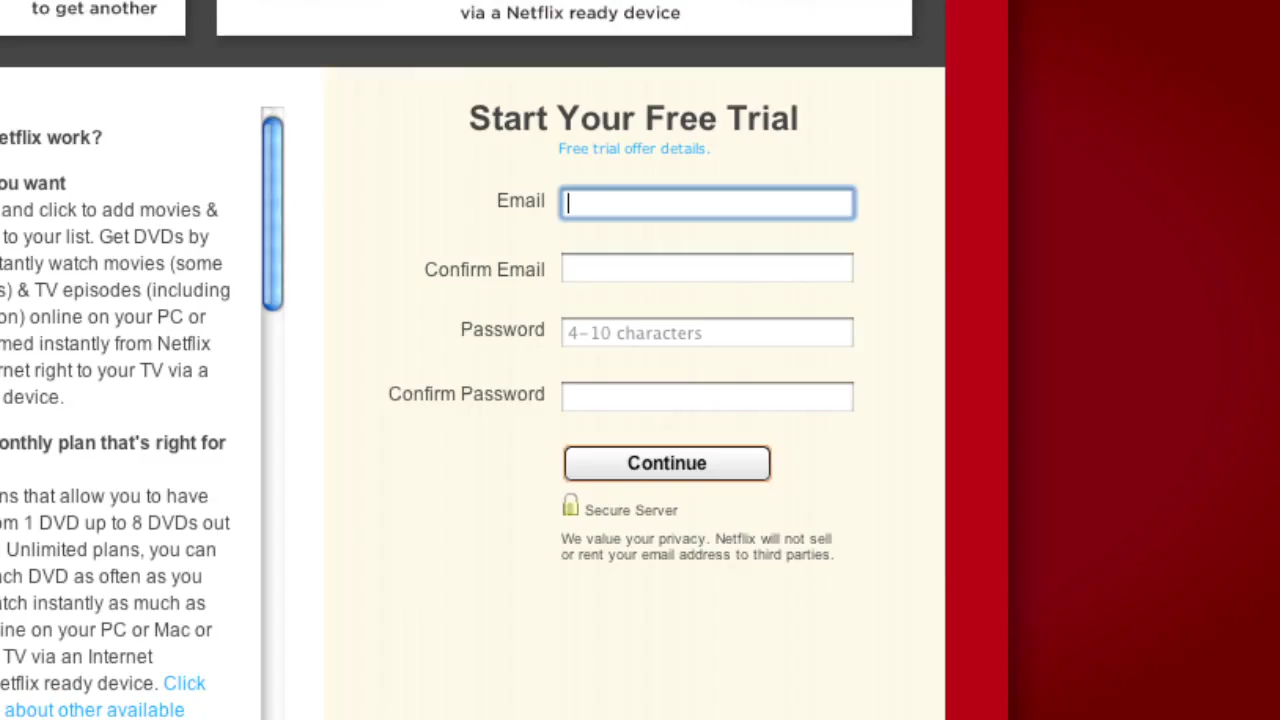 to get another
via a Netflix ready device
etflix work?
ou want
and click to add movies &
to your list. Get DVDs by
tantly watch movies (some
s) & TV episodes (including
on) online on your PC or
med instantly from Netflix
rnet right to your TV via a
device.
onthly plan that's right for
ns that allow you to have
om 1 DVD up to 8 DVDs out
Unlimited plans, you can
ach DVD as often as you
atch instantly as much as
ine on your PC or Mac or
TV via an Internet
etflix ready device. Click
about other available
Start Your Free Trial
Free trial offer details.
Email
Confirm Email
Password
4-10 characters
Confirm Password
Continue
Secure Server
We value your privacy. Netflix will not sell
or rent your email address to third parties.